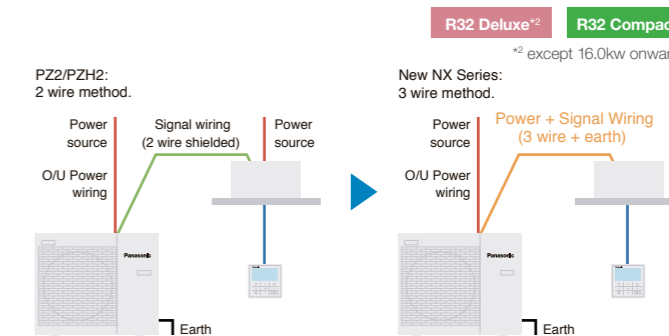 R32 Deluxe*2
R32 Compac
*2 except 16.0kw onwar
PZ2/PZH2:
2 wire method.
Power
source
Signal wiring
(2 wire shielded)
Power
source
O/U Power
wiring
Panasonic
Earth
New NX Series:
3 wire method.
Power
source
Power + Signal Wiring
(3 wire + earth)
O/U Power
wiring
Panasonic
Earth